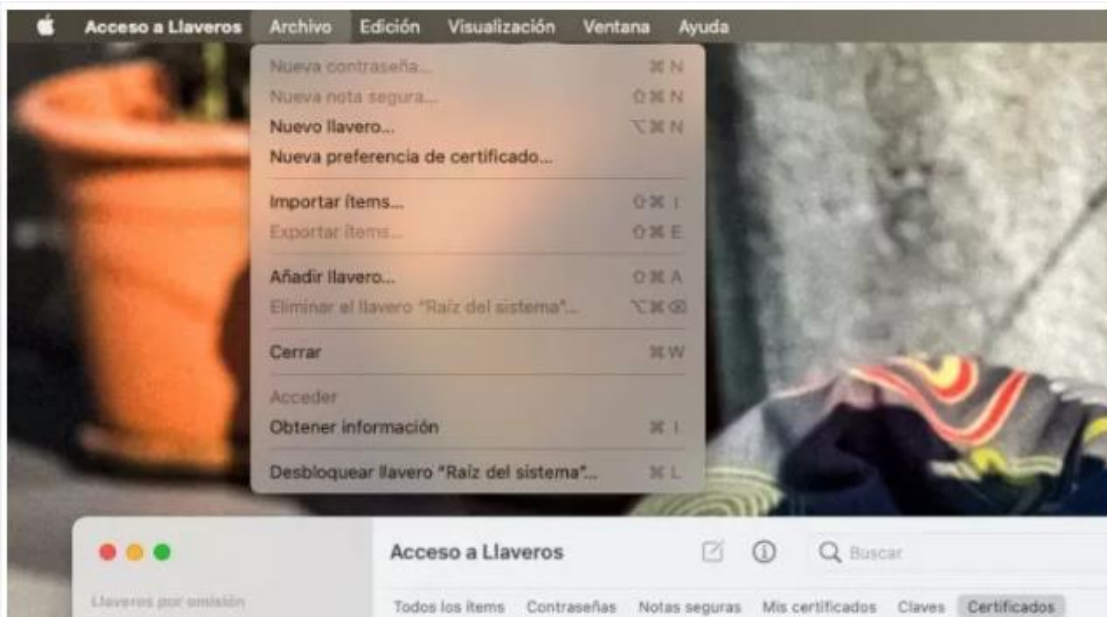 Acceso a Llaveros Archivo Edición Visualización Ventana Ayuda
Nueva contraseña... ⌘ N
Nueva nota segura... ⇧ ⌘ N
Nuevo llavero... ⌥ ⌘ N
Nueva preferencia de certificado...
Importar ítems... ⇧ ⌘ I
Exportar ítems... ⇧ ⌘ E
Añadir llavero... ⇧ ⌘ A
Eliminar el llavero "Raíz del sistema"... ⌥ ⌘ ⌫
Cerrar ⌘ W
Acceder
Obtener información ⌘ I
Desbloquear llavero "Raíz del sistema"... ⌘ L
Acceso a Llaveros Buscar
Llaveros por omisión
Todos los ítems Contraseñas Notas seguras Mis certificados Claves Certificados